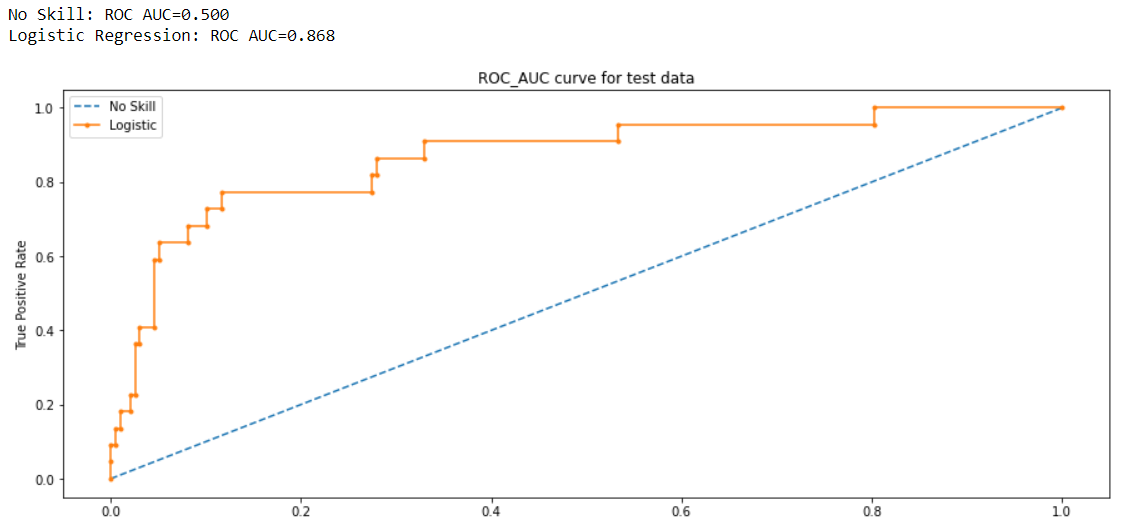 No Skill: ROC AUC=0.500
Logistic Regression: ROC AUC=0.868
ROC_AUC curve for test data
No Skill
Logistic
True Positive Rate
1.0
0.8
0.6
0.4
0.2
0.0
0.0 0.2 0.4 0.6 0.8 1.0